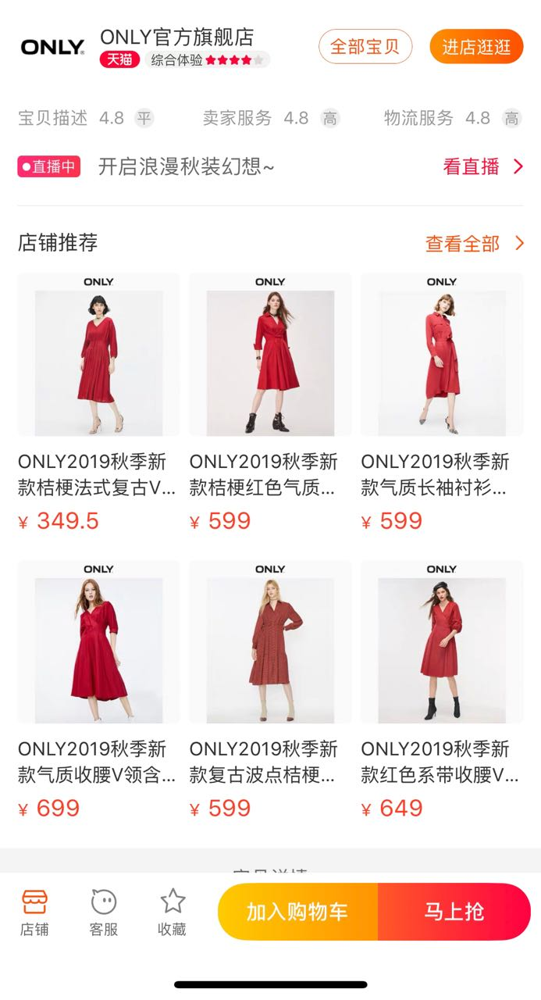 ONLY
ONLY官方旗舰店
天猫 综合体验
全部宝贝
进店逛逛
宝贝描述 4.8 平
卖家服务 4.8 高
物流服务 4.8 高
直播中
开启浪漫秋装幻想~
看直播
店铺推荐
查看全部
ONLY
ONLY2019秋季新
款桔梗法式复古V...
¥ 349.5
ONLY
ONLY2019秋季新
款桔梗红色气质...
¥ 599
ONLY
ONLY2019秋季新
款气质长袖衬衫...
¥ 599
ONLY
ONLY2019秋季新
款气质收腰V领含...
¥ 699
ONLY
ONLY2019秋季新
款复古波点桔梗...
¥ 599
ONLY
ONLY2019秋季新
款红色系带收腰V...
¥ 649
店铺
客服
收藏
加入购物车
马上抢